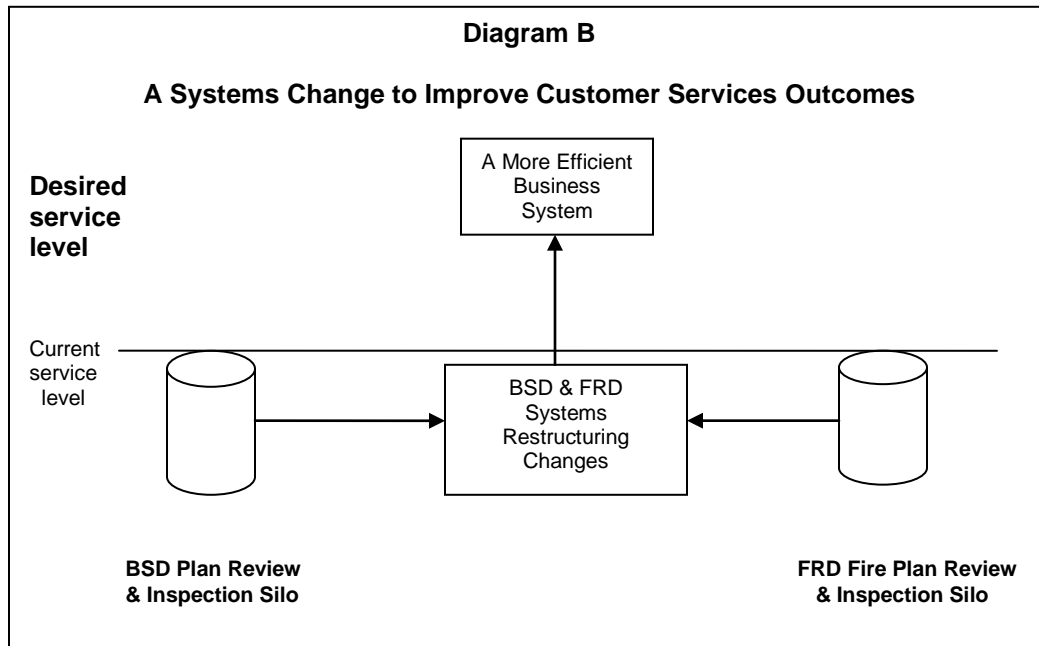 Diagram B
A Systems Change to Improve Customer Services Outcomes
A More Efficient
Business
System
Desired
service
level
Current
service
level
BSD & FRD
Systems
Restructuring
Changes
BSD Plan Review
& Inspection Silo
FRD Fire Plan Review
& Inspection Silo